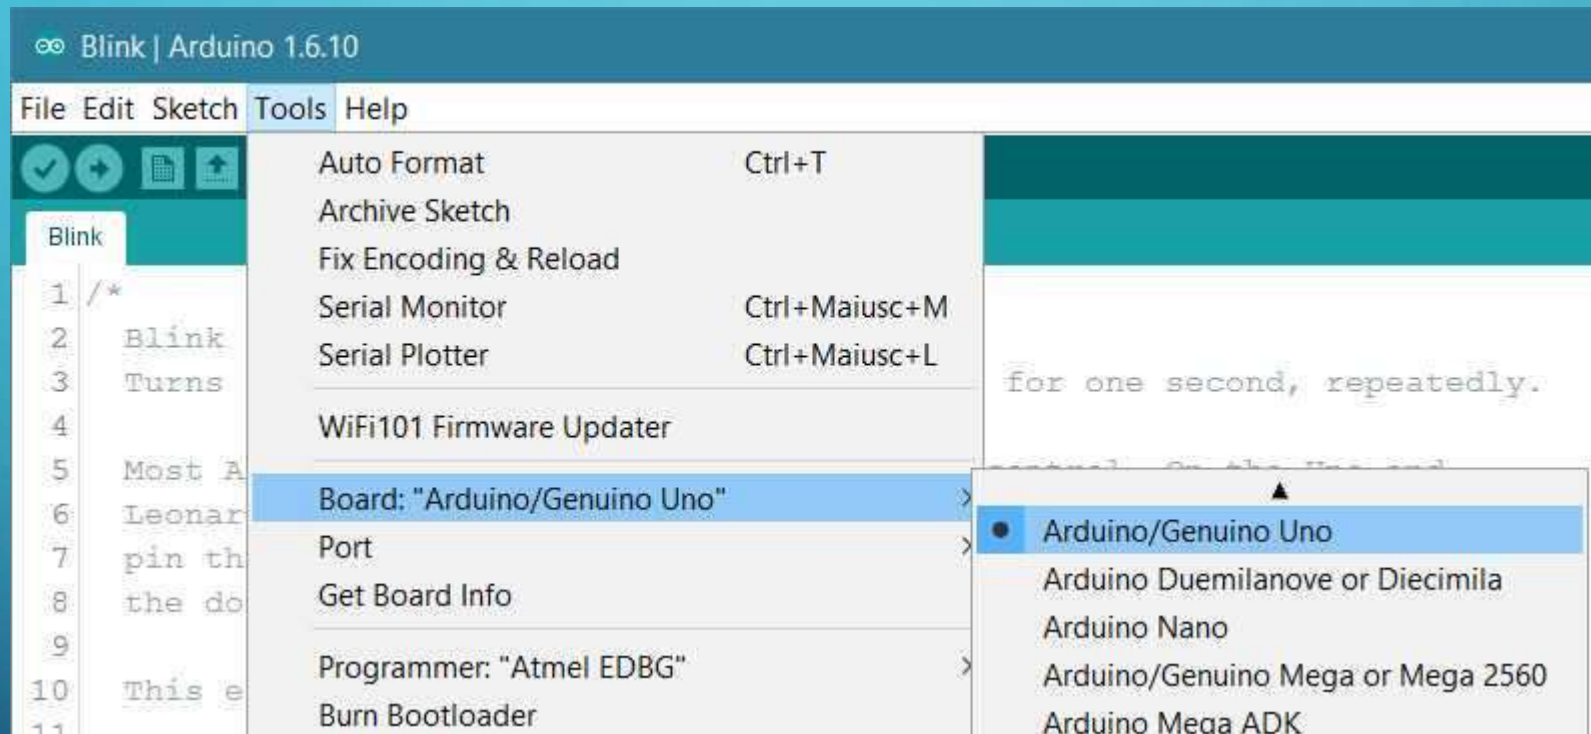 Blink | Arduino 1.6.10
File Edit Sketch Tools Help
Auto Format Ctrl+T
Archive Sketch
Fix Encoding & Reload
Serial Monitor Ctrl+Maiusc+M
Serial Plotter Ctrl+Maiusc+L
WiFi101 Firmware Updater
Board: "Arduino/Genuino Uno"
Port
Get Board Info
Programmer: "Atmel EDBG"
Burn Bootloader
Arduino/Genuino Uno
Arduino Duemilanove or Diecimila
Arduino Nano
Arduino/Genuino Mega or Mega 2560
Arduino Mega ADK
Blink
1 /*
2 Blink
3 Turns for one second, repeatedly.
4
5 Most A
6 Leonar
7 pin th
8 the do
9
10 This e
11